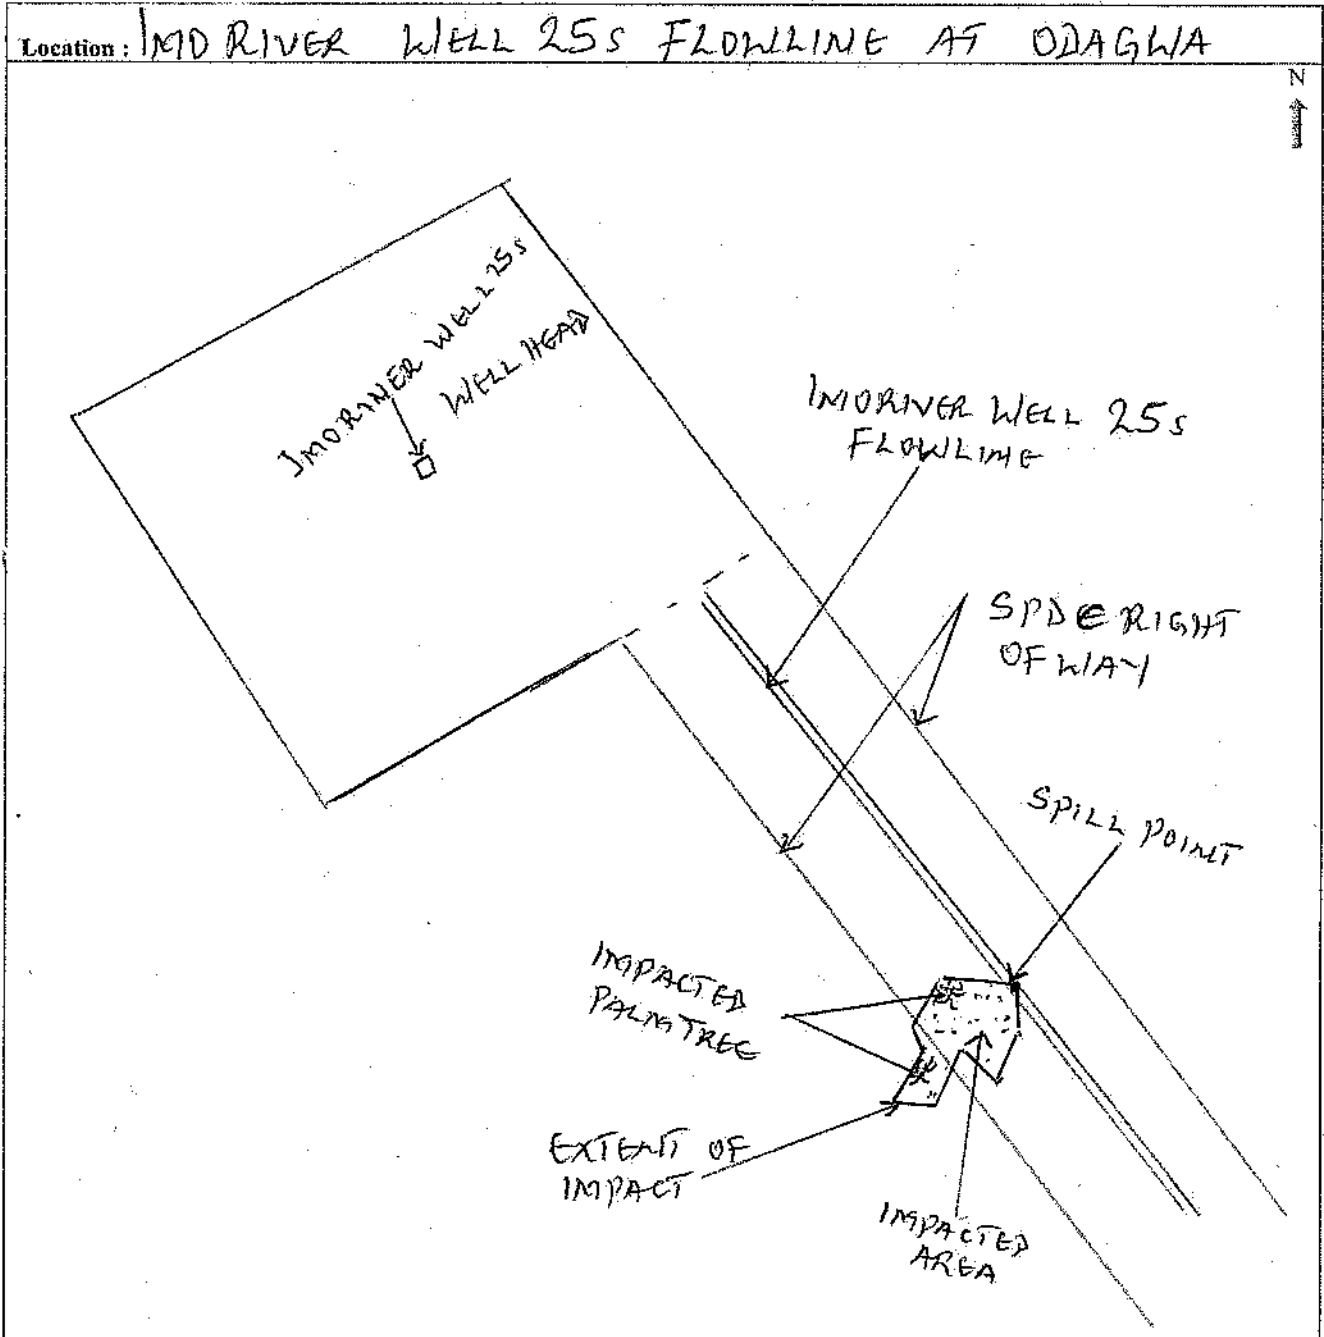 Location : IMO RIVER WELL 25s FLOWLINE AT ODAGWA
N
IMORIVER WELL 25s
WELL HEAD
IMORIVER WELL 25s
FLOWLINE
SPDC RIGHT
OF WAY
SPILL POINT
IMPACTED
PALM TREE
EXTENT OF
IMPACT
IMPACTED
AREA